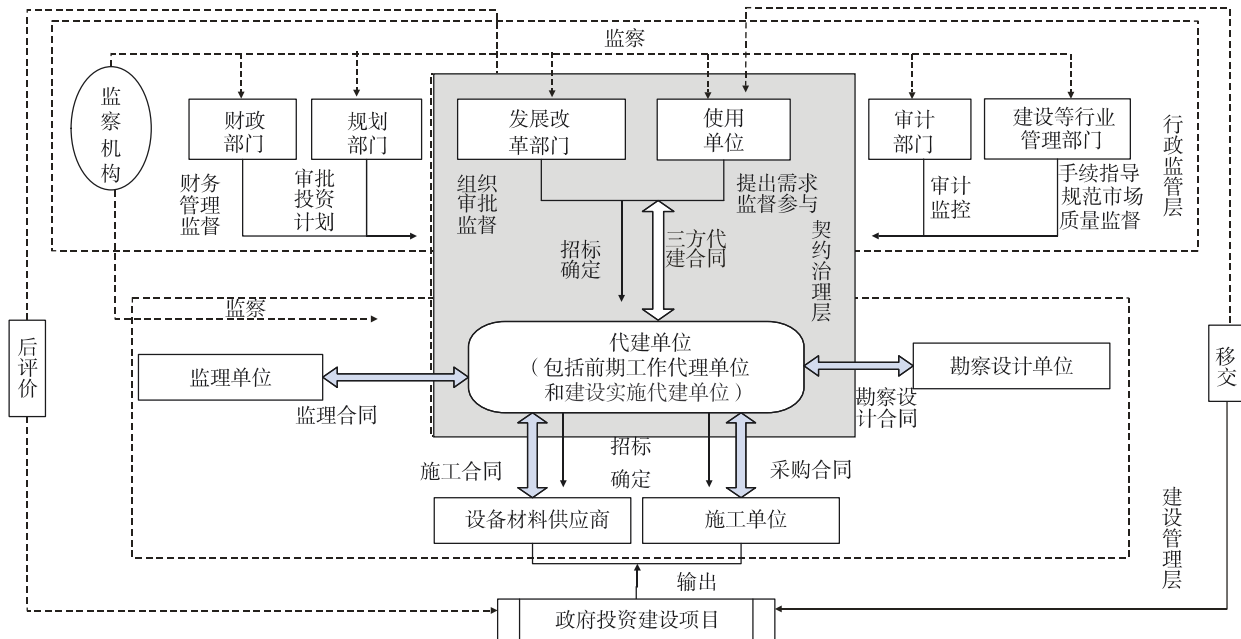 监察
监
察
机
构
财政
部门
规划
部门
发展改
革部门
使用
单位
审计
部门
建设等行业
管理部门
行
政
监
管
层
财务
管理
监督
审批
投资
计划
组织
审批
监督
提出需求
监督参与
审计
监控
手续指导
规范市场
质量监督
招标
确定
三方代
建合同
契
约
治
理
层
监察
后
评
价
移
交
代建单位
（包括前期工作代理单位
和建设实施代建单位）
监理单位
监理合同
勘察设计单位
勘察设
计合同
施工合同
招标
确定
采购合同
设备材料供应商
施工单位
建
设
管
理
层
输出
政府投资建设项目